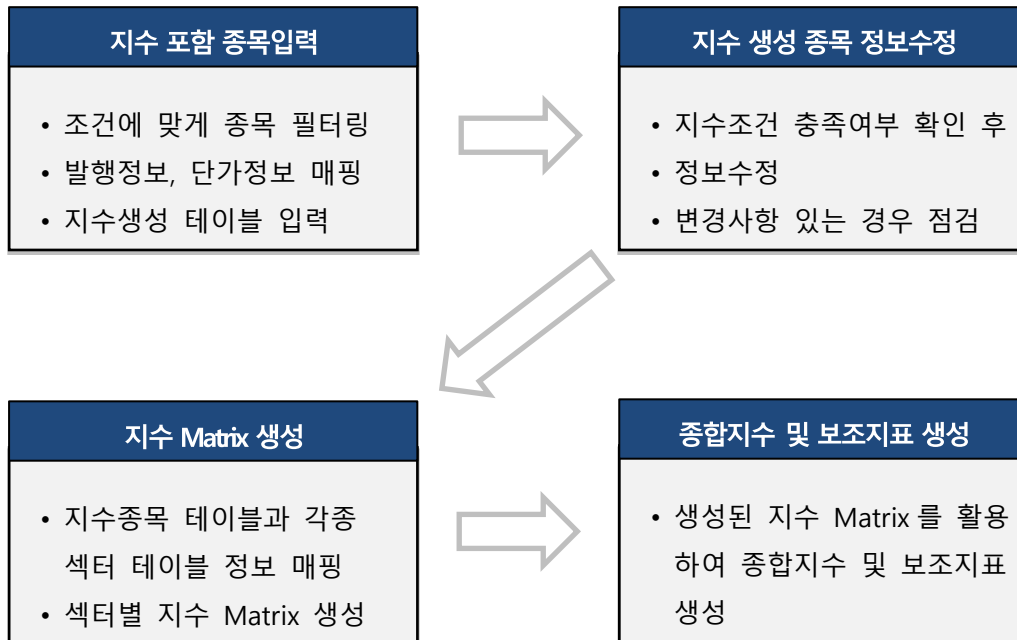 지수 포함 종목입력
• 조건에 맞게 종목 필터링
• 발행정보, 단가정보 매핑
• 지수생성 테이블 입력
지수 생성 종목 정보수정
• 지수조건 충족여부 확인 후
• 정보수정
• 변경사항 있는 경우 점검
지수 Matrix 생성
• 지수종목 테이블과 각종
섹터 테이블 정보 매핑
• 섹터별 지수 Matrix 생성
종합지수 및 보조지표 생성
• 생성된 지수 Matrix 를 활용
하여 종합지수 및 보조지표
생성